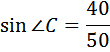 sin ∠C = 40/50